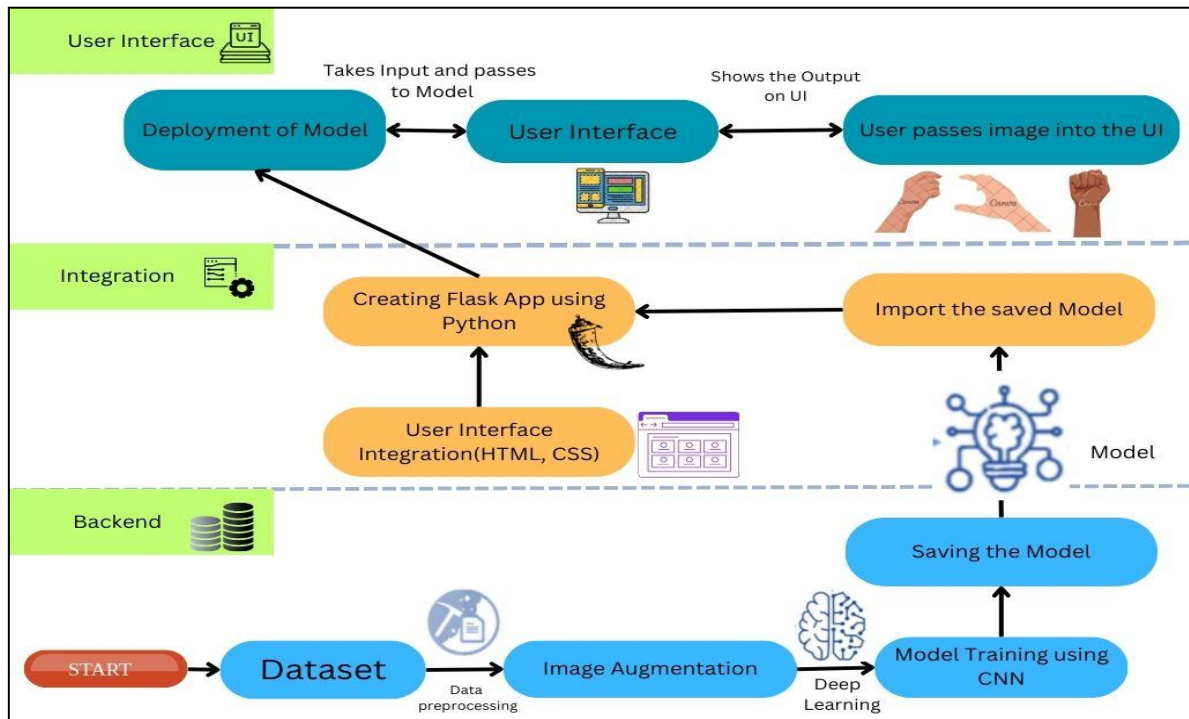 User Interface
UI
Takes Input and passes
to Model
Shows the Output
on UI
Deployment of Model
User Interface
User passes image into the UI
Canva
Canva
Integration
Creating Flask App using
Python
Import the saved Model
User Interface
Integration(HTML, CSS)
Model
Backend
Saving the Model
START
Dataset
Data
preprocessing
Image Augmentation
Deep
Learning
Model Training using
CNN